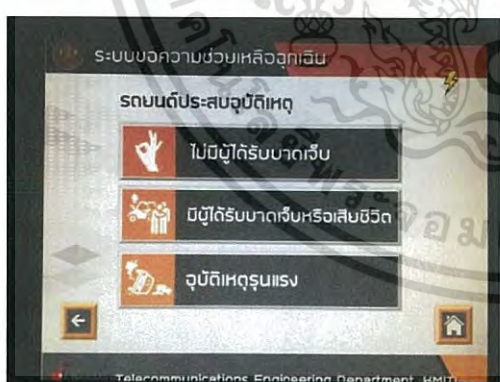 ระบบขอความช่วยเหลือฉุกเฉิน
รถยนต์ประสบอุบัติเหตุ
ไม่มีผู้ได้รับบาดเจ็บ
มีผู้ได้รับบาดเจ็บหรือเสียชีวิต
อุบัติเหตุรุนแรง
Telecommunications Engineering Department, KMITL